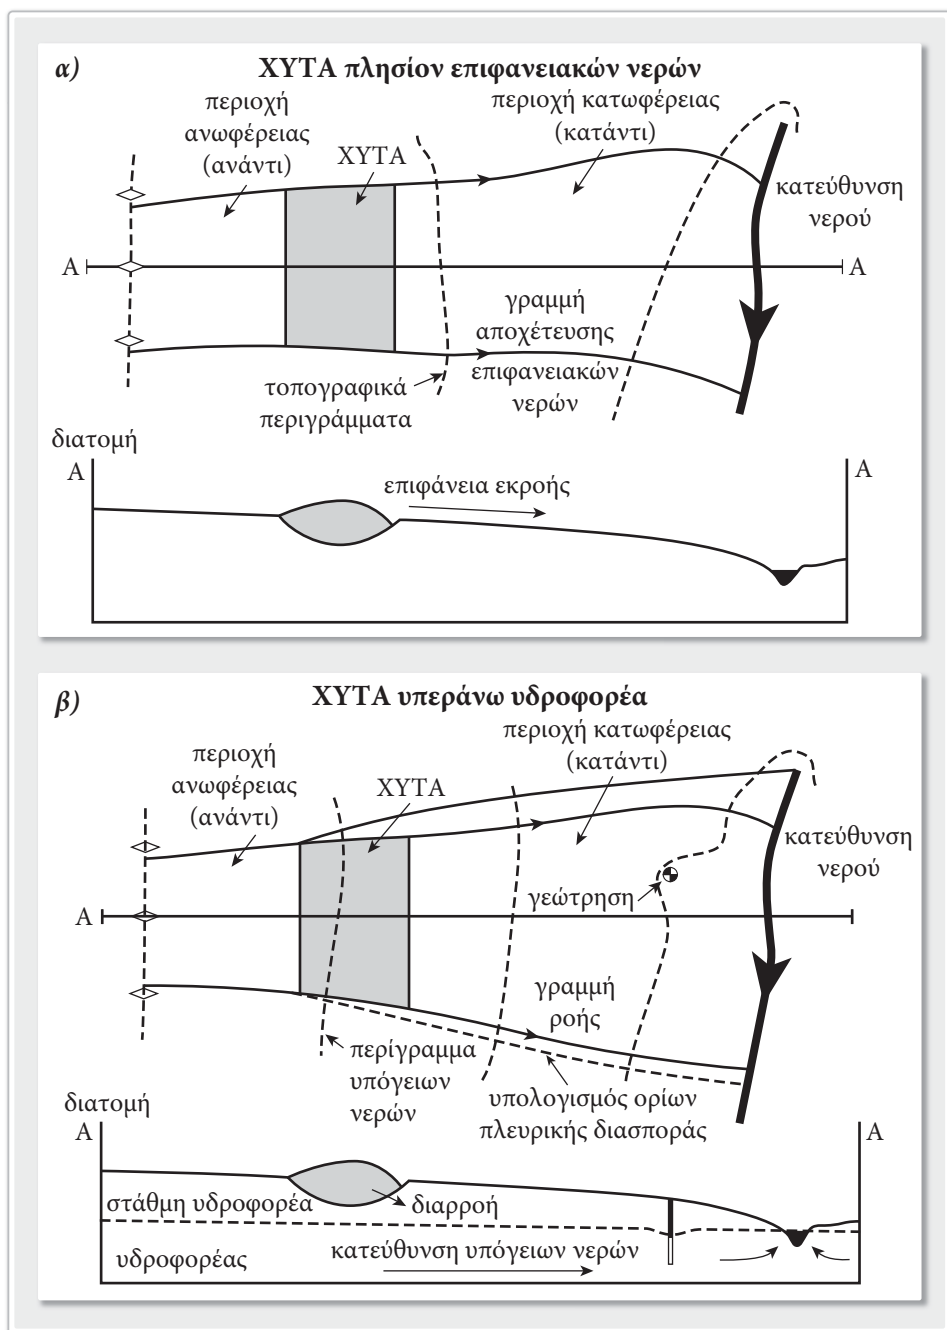 α)
ΧΥΤΑ πλησίον επιφανειακών νερών
περιοχή
ανωφέρειας
(ανάντι)
ΧΥΤΑ
περιοχή κατωφέρειας
(κατάντι)
κατεύθυνση
νερού
Α
Α
γραμμή
αποχέτευσης
επιφανειακών
νερών
τοπογραφικά
περιγράμματα
διατομή
Α
Α
επιφάνεια εκροής
β)
ΧΥΤΑ υπεράνω υδροφορέα
περιοχή
ανωφέρειας
(ανάντι)
ΧΥΤΑ
περιοχή κατωφέρειας
(κατάντι)
κατεύθυνση
νερού
γεώτρηση
Α
γραμμή
ροής
περίγραμμα
υπόγειων
νερών
υπολογισμός ορίων
πλευρικής διασποράς
διατομή
Α
Α
στάθμη υδροφορέα
διαρροή
κατεύθυνση υπόγειων νερών
υδροφορέας